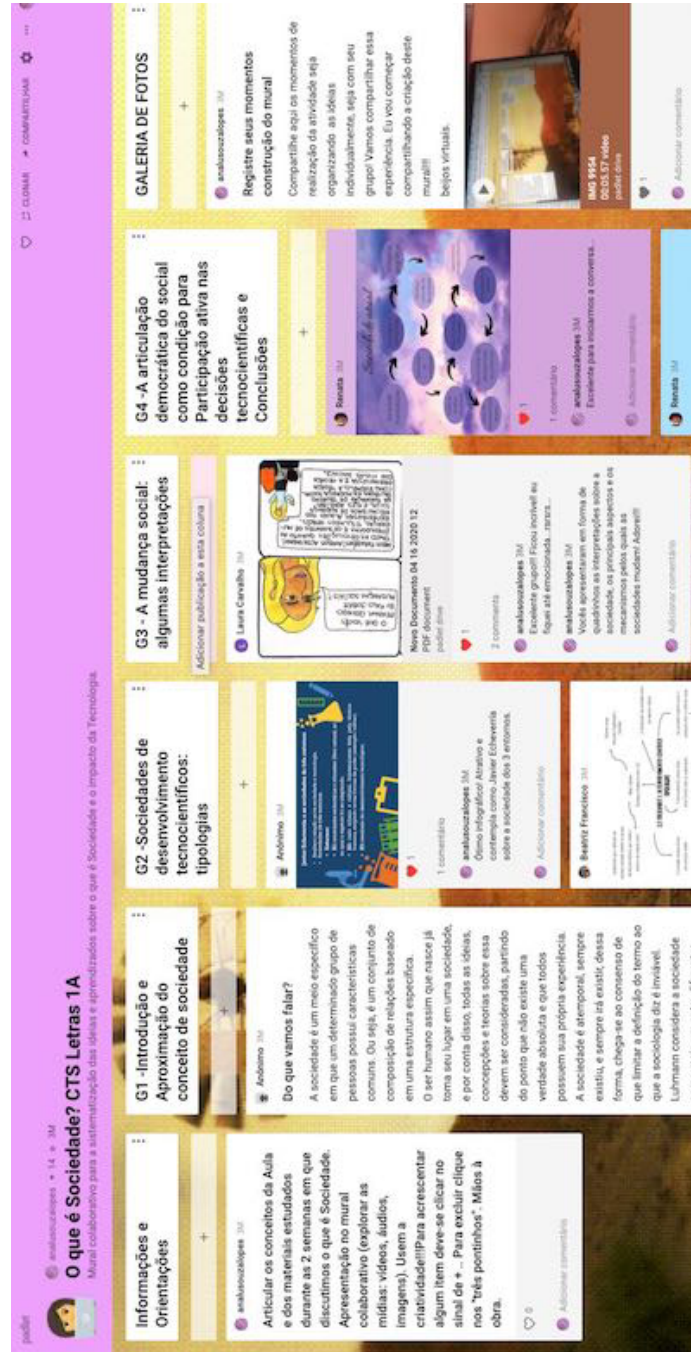 padlet
analusouzalopes • 14 • 3M
O que é Sociedade? CTS Letras 1A
Mural colaborativo para a sistematização das ideias e aprendizados sobre o que é Sociedade e o impacto da Tecnologia.
CLONAR
COMPARTILHAR
Informações e
Orientações
+
analusouzalopes 3M
Articular os conceitos da Aula
e dos materiais estudados
durante as 2 semanas em que
discutimos o que é Sociedade.
Apresentação no mural
colaborativo (explorar as
mídias: vídeos, áudios,
imagens). Usem a
criatividade!!!Para acrescentar
algum item deve-se clicar no
sinal de + .. Para excluir clique
nos "três pontinhos". Mãos à
obra.
0
Adicionar comentário
G1 -Introdução e
Aproximação do
conceito de sociedade
+
Anônimo 3M
Do que vamos falar?
A sociedade é um meio específico
em que um determinado grupo de
pessoas possui características
comuns. Ou seja, é um conjunto de
composição de relações baseado
em uma estrutura específica.
O ser humano assim que nasce já
toma seu lugar em uma sociedade,
e por conta disso, todas as ideias,
concepções e teorias sobre essa
devem ser consideradas, partindo
do ponto que não existe uma
verdade absoluta e que todos
possuem sua própria experiência.
A sociedade é atemporal, sempre
existiu, e sempre irá existir, dessa
forma, chega-se ao consenso de
que limitar a definição do termo ao
que a sociologia diz é inviável.
Luhmann considera a sociedade
G2 -Sociedades de
desenvolvimento
tecnocientíficos:
tipologias
+
Anônimo 3M
1
1 comentário
analusouzalopes 3M
Ótimo infográfico! Atrativo e
contempla como Javier Echeverría
sobre a sociedade dos 3 entornos.
Adicionar comentário
Beatriz Francisco 3M
G3 - A mudança social:
algumas interpretações
Adicionar publicação a esta coluna
Laura Carvalho 3M
Novo Documento 04 16 2020 12
PDF document
padlet drive
1
2 comments
analusouzalopes 3M
Excelente grupo!!! Ficou incrível! eu
fiquei até emocionada...rsrsrs...
analusouzalopes 3M
Vocês apresentaram em forma de
quadrinhos as interpretações sobre a
sociedade, os principais aspectos e os
mecanismos pelos quais as
sociedades mudam! Adorei!!!
Adicionar comentário
G4 -A articulação
democrática do social
como condição para
Participação ativa nas
decisões
tecnocientíficas e
Conclusões
+
Renata 3M
1
1 comentário
analusouzalopes 3M
Excelente para iniciarmos a conversa...
Adicionar comentário
Renata 3M
GALERIA DE FOTOS
+
analusouzalopes 3M
Registre seus momentos
construção do mural
Compartilhe aqui os momentos de
realização da atividade seja
organizando as ideias
individualmente, seja com seu
grupo! Vamos compartilhar essa
experiência. Eu vou começar
compartilhando a criação deste
mural!!!
beijos virtuais.
IMG 9954
00:05.57 video
padlet drive
1
Adicionar comentário